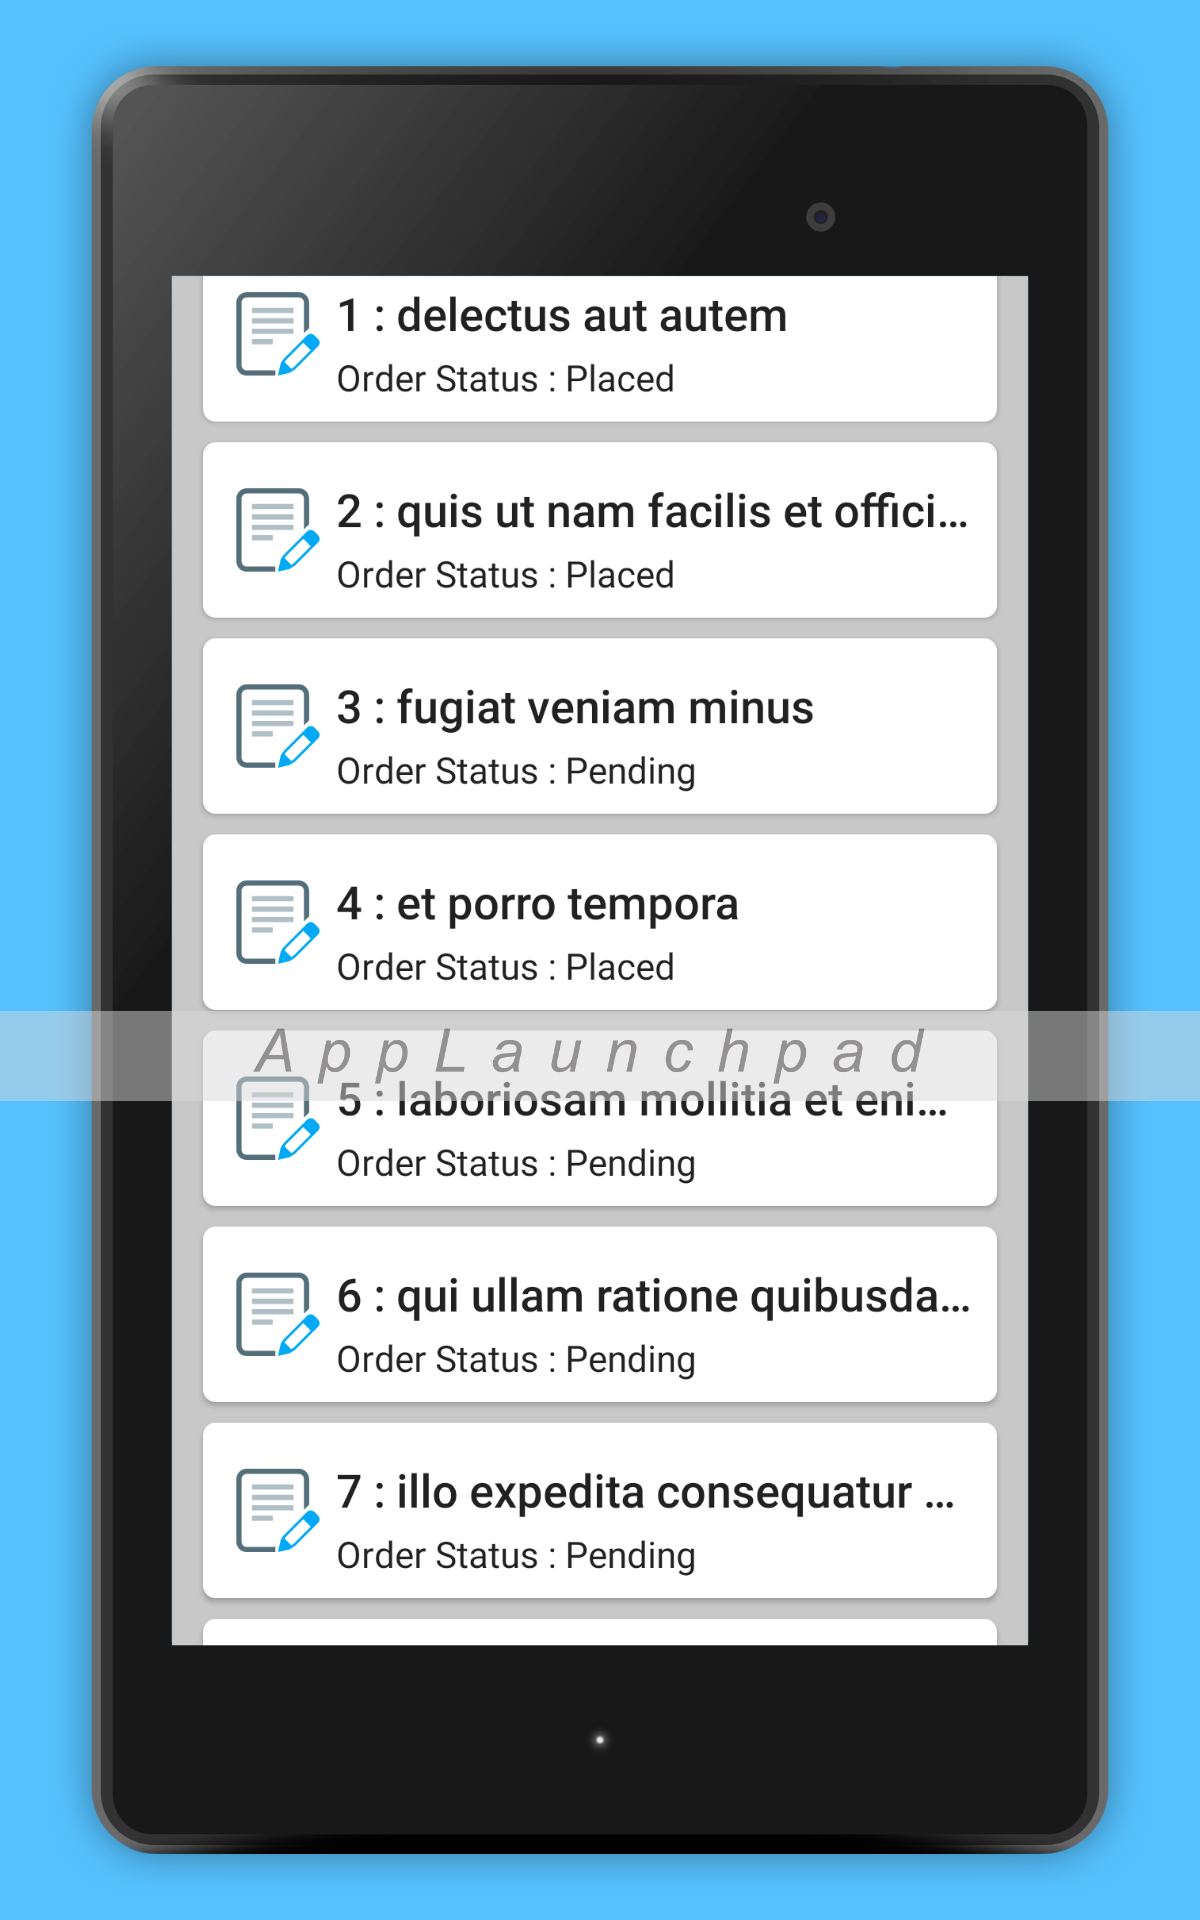 1 : delectus aut autem
Order Status : Placed
2 : quis ut nam facilis et offici...
Order Status : Placed
3 : fugiat veniam minus
Order Status : Pending
4 : et porro tempora
Order Status : Placed
AppLaunchpad
5 : laboriosam mollitia et eni...
Order Status : Pending
6 : qui ullam ratione quibusda...
Order Status : Pending
7 : illo expedita consequatur ...
Order Status : Pending